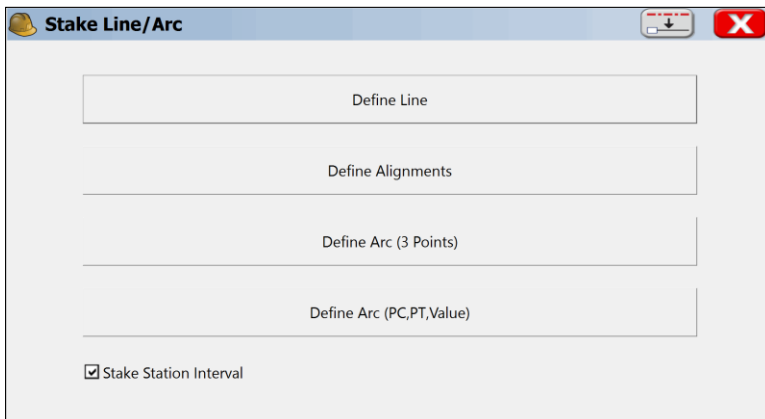 Stake Line/Arc
Define Line
Define Alignments
Define Arc (3 Points)
Define Arc (PC,PT,Value)
Stake Station Interval